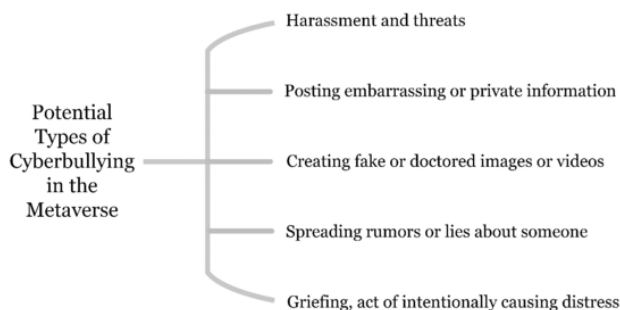 Potential
Types of
Cyberbullying
in the
Metaverse
Harassment and threats
Posting embarrassing or private information
Creating fake or doctored images or videos
Spreading rumors or lies about someone
Griefing, act of intentionally causing distress